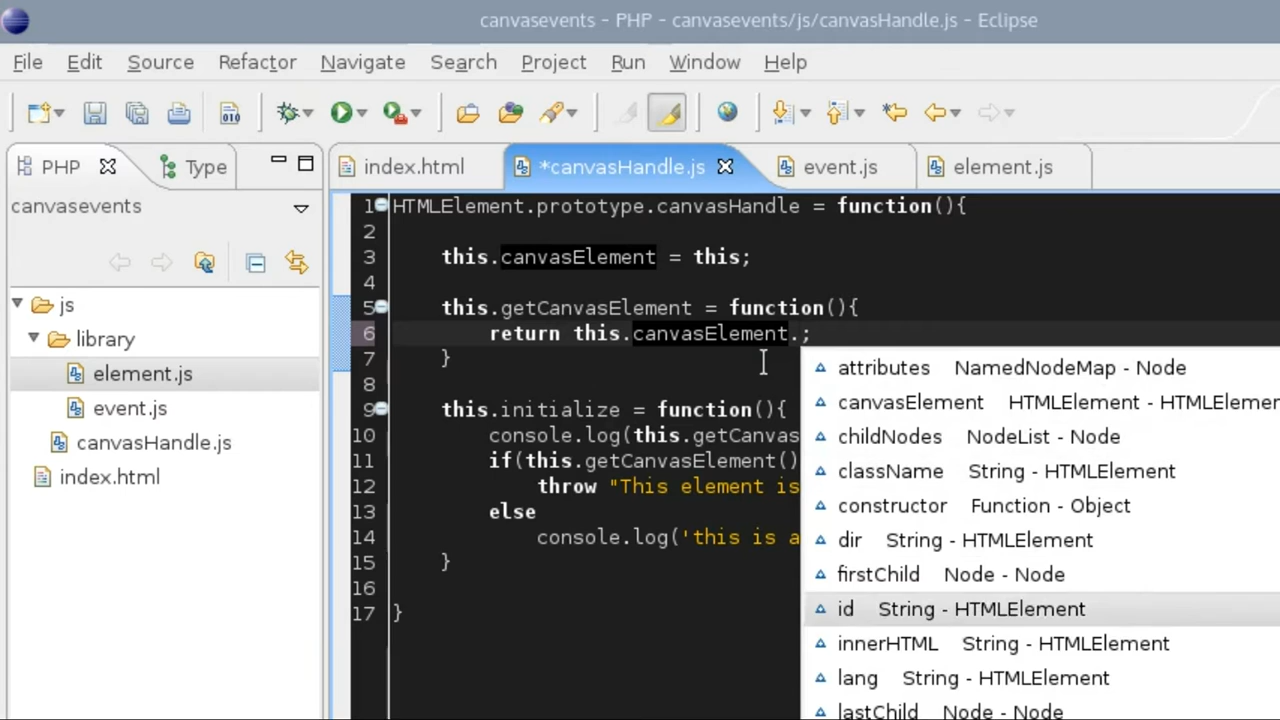 canvasevents - PHP - canvasevents/js/canvasHandle.js - Eclipse
File Edit Source Refactor Navigate Search Project Run Window Help
PHP Type
index.html *canvasHandle.js event.js element.js
canvasevents
js
library
element.js
event.js
canvasHandle.js
index.html
1 HTMLElement.prototype.canvasHandle = function(){
2
3 this.canvasElement = this;
4
5 this.getCanvasElement = function(){
6 return this.canvasElement.;
7 }
8
9 this.initialize = function(){
10 console.log(this.getCanvas
11 if(this.getCanvasElement()
12 throw "This element is
13 else
14 console.log('this is a
15 }
16
17 }
attributes NamedNodeMap - Node
canvasElement HTMLElement - HTMLElemer
childNodes NodeList - Node
className String - HTMLElement
constructor Function - Object
dir String - HTMLElement
firstChild Node - Node
id String - HTMLElement
innerHTML String - HTMLElement
lang String - HTMLElement
lastChild Node - Node